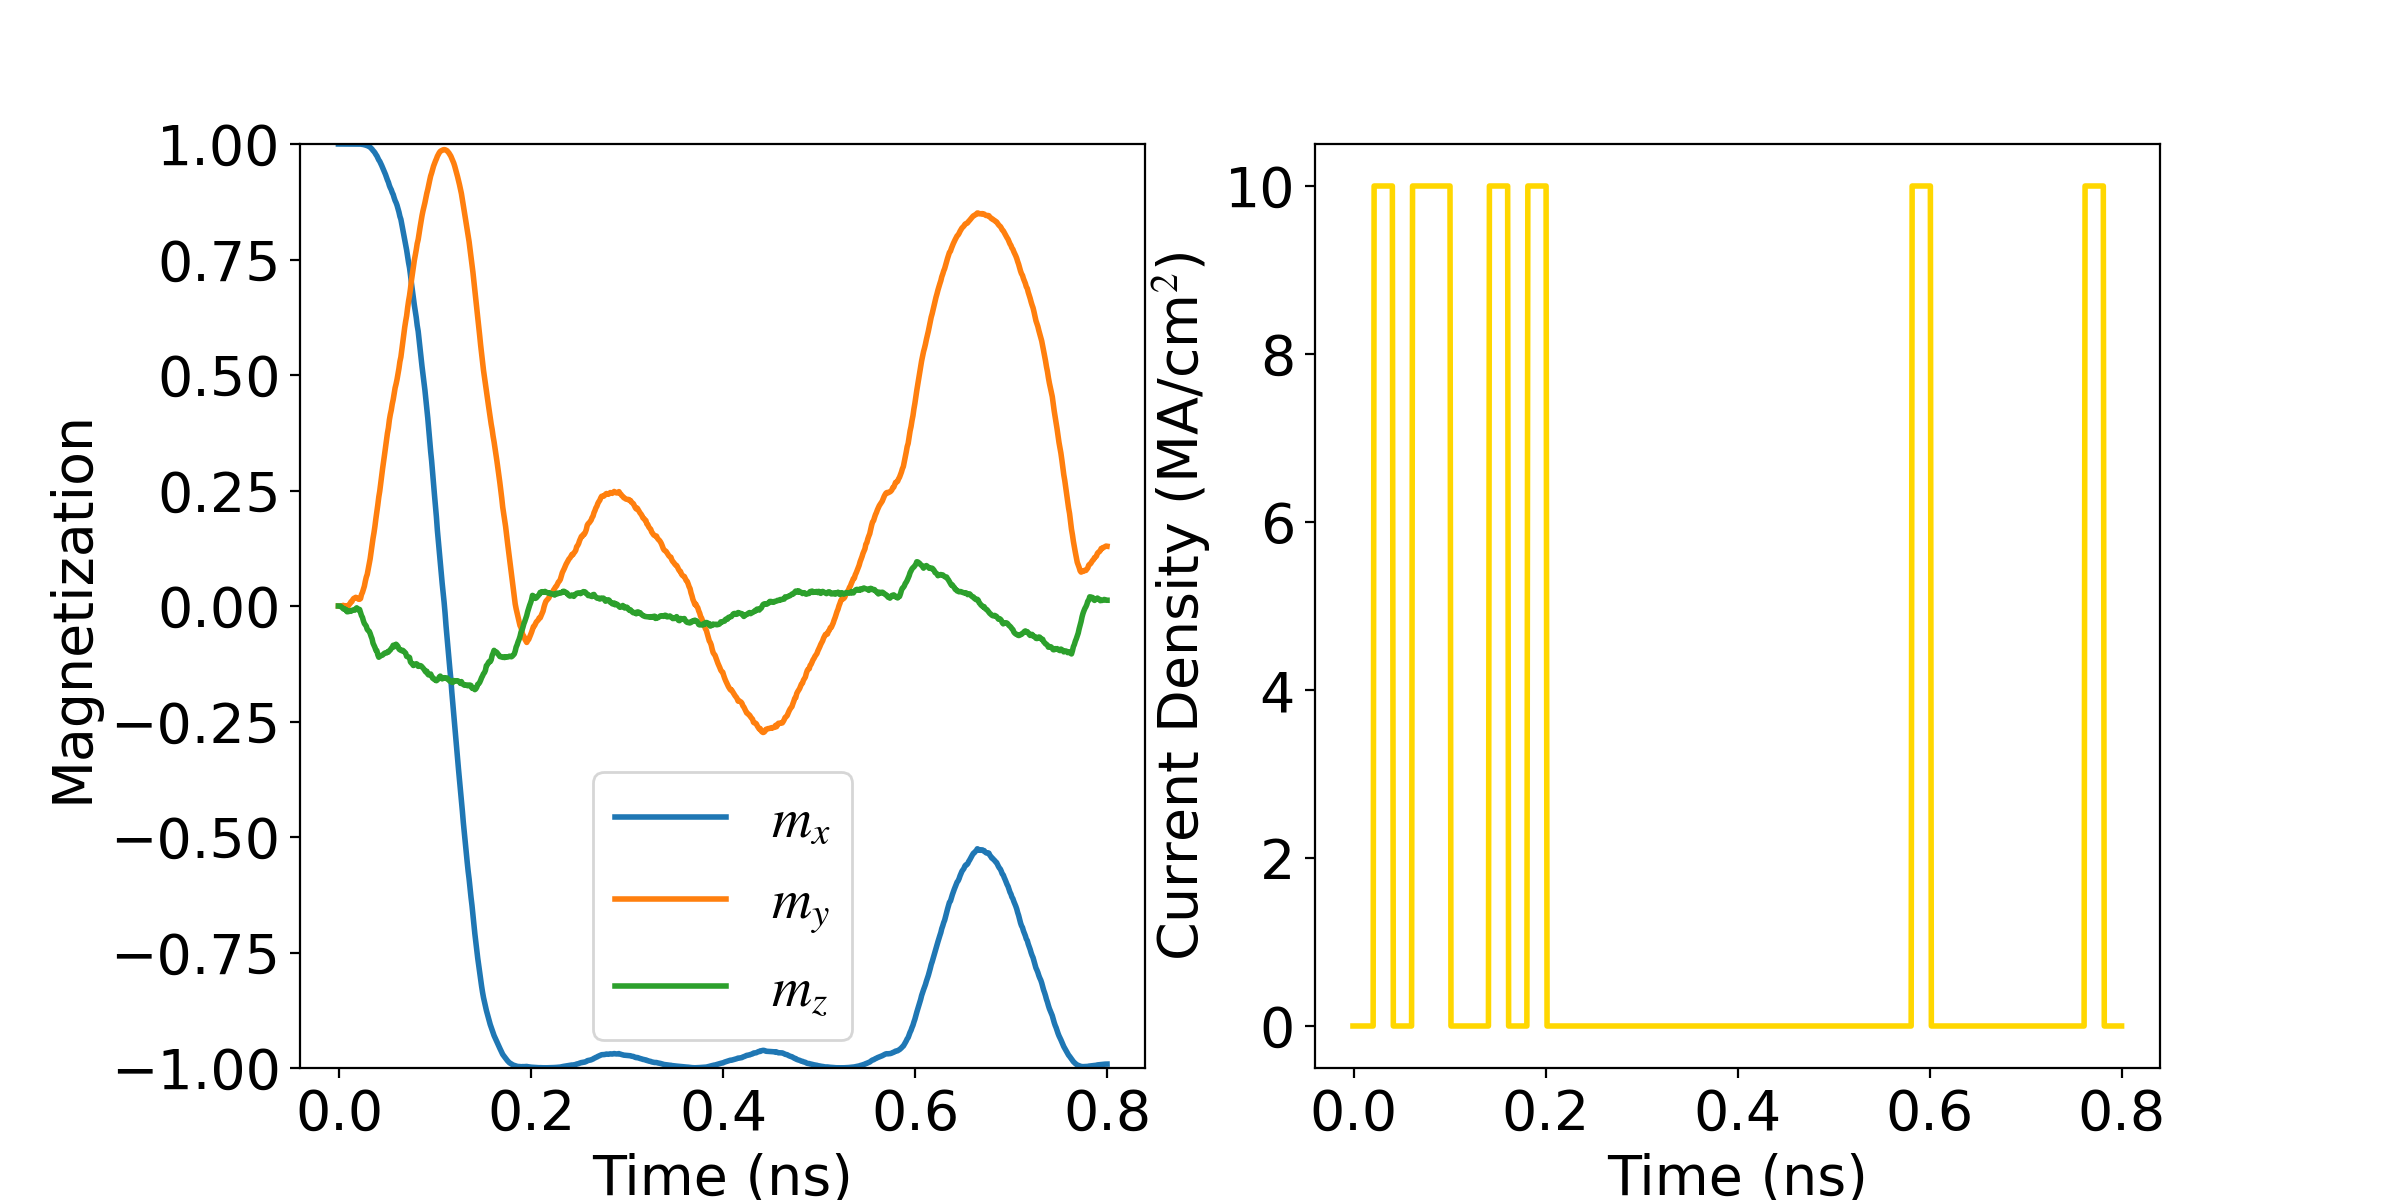 1.00
0.75
0.50
0.25
0.00
−0.25
−0.50
−0.75
−1.00
Magnetization
0.0 0.2 0.4 0.6 0.8
Time (ns)
m_x
m_y
m_z
10
8
6
4
2
0
Current Density (MA/cm²)
0.0 0.2 0.4 0.6 0.8
Time (ns)